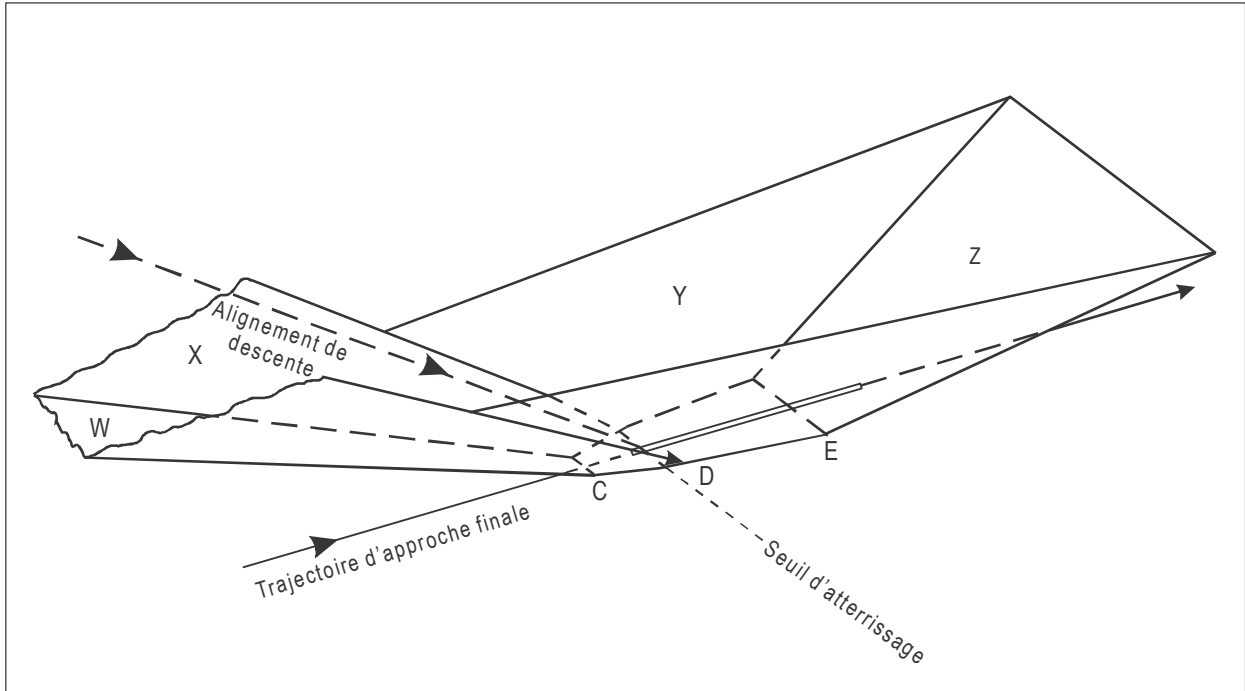 Y
Z
Alignement de
descente
X
W
C
D
E
Trajectoire d'approche finale
Seuil d'atterrissage